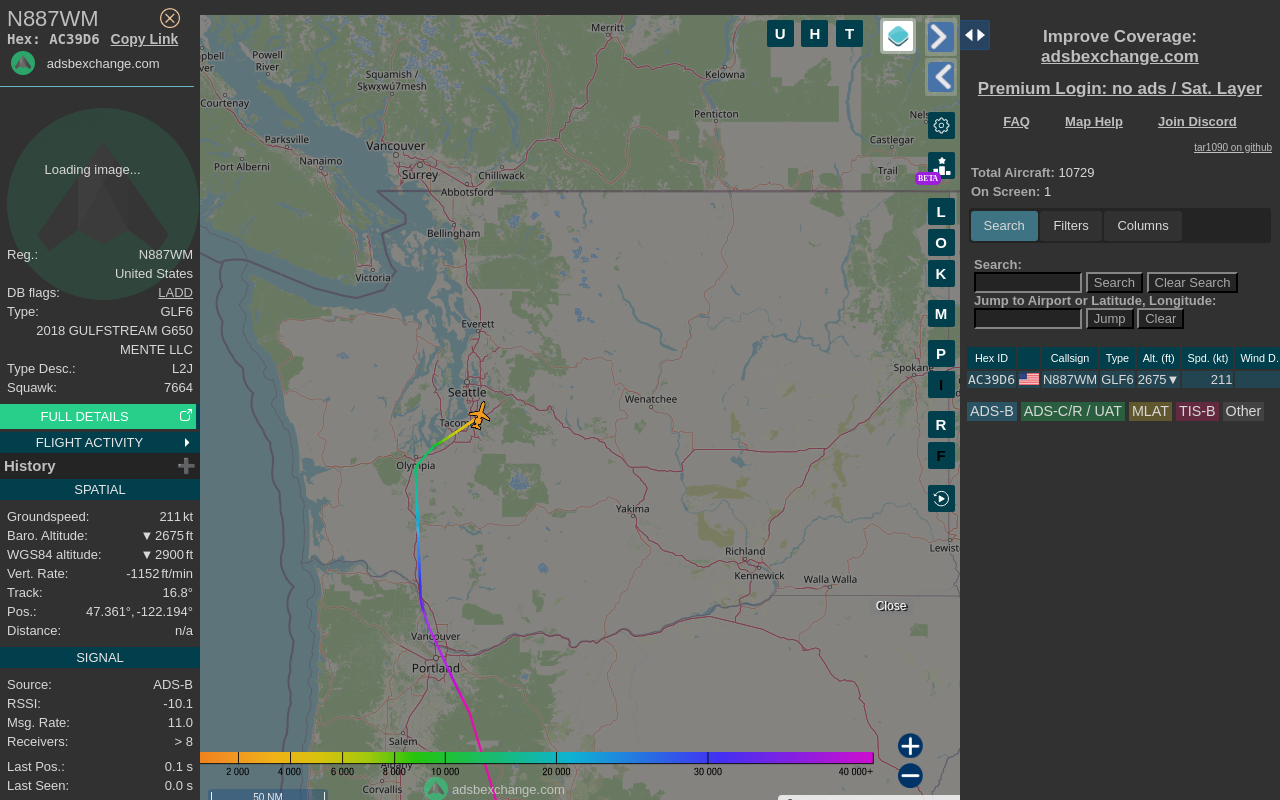 N887WM
Hex: AC39D6 Copy Link
adsbexchange.com
Loading image...
Reg.: N887WM
United States
DB flags: LADD
Type: GLF6
2018 GULFSTREAM G650
MENTE LLC
Type Desc.: L2J
Squawk: 7664
FULL DETAILS
FLIGHT ACTIVITY
History
SPATIAL
Groundspeed: 211 kt
Baro. Altitude: ▼ 2675 ft
WGS84 altitude: ▼ 2900 ft
Vert. Rate: -1152 ft/min
Track: 16.8°
Pos.: 47.361°, -122.194°
Distance: n/a
SIGNAL
Source: ADS-B
RSSI: -10.1
Msg. Rate: 11.0
Receivers: > 8
Last Pos.: 0.1 s
Last Seen: 0.0 s
Merritt
Powell
River
Squamish /
Skwxwú7mesh
Kelowna
Courtenay
Penticton
Parksville
Nanaimo
Vancouver
Castlegar
Port Alberni
Surrey
Chilliwack
Trail
Abbotsford
Bellingham
Victoria
Everett
Spokane
Seattle
Wenatchee
Tacoma
Olympia
Yakima
Richland
Kennewick
Walla Walla
Vancouver
Portland
Salem
Albany
Corvallis
U H T
BETA
L
O
K
M
P
I
R
F
Close
2 000 4 000 6 000 8 000 10 000 20 000 30 000 40 000+
adsbexchange.com
50 NM
Improve Coverage:
adsbexchange.com
Premium Login: no ads / Sat. Layer
FAQ Map Help Join Discord
tar1090 on github
Total Aircraft: 10729
On Screen: 1
Search Filters Columns
Search:
Search Clear Search
Jump to Airport or Latitude, Longitude:
Jump Clear
Hex ID Callsign Type Alt. (ft) Spd. (kt) Wind D.
AC39D6 N887WM GLF6 2675▼ 211
ADS-B ADS-C/R / UAT MLAT TIS-B Other